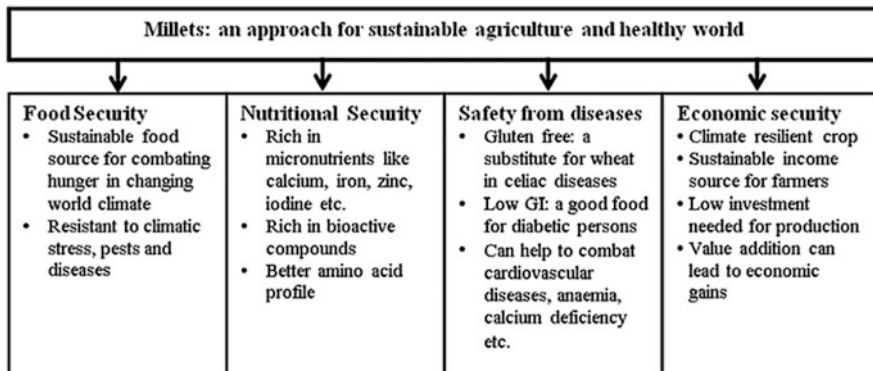 Millets: an approach for sustainable agriculture and healthy world
Food Security
• Sustainable food
source for combating
hunger in changing
world climate
• Resistant to climatic
stress, pests and
diseases
Nutritional Security
• Rich in
micronutrients like
calcium, iron, zinc,
iodine etc.
• Rich in bioactive
compounds
• Better amino acid
profile
Safety from diseases
• Gluten free: a
substitute for wheat
in celiac diseases
• Low GI: a good food
for diabetic persons
• Can help to combat
cardiovascular
diseases, anaemia,
calcium deficiency
etc.
Economic security
• Climate resilient crop
• Sustainable income
source for farmers
• Low investment
needed for production
• Value addition can
lead to economic
gains